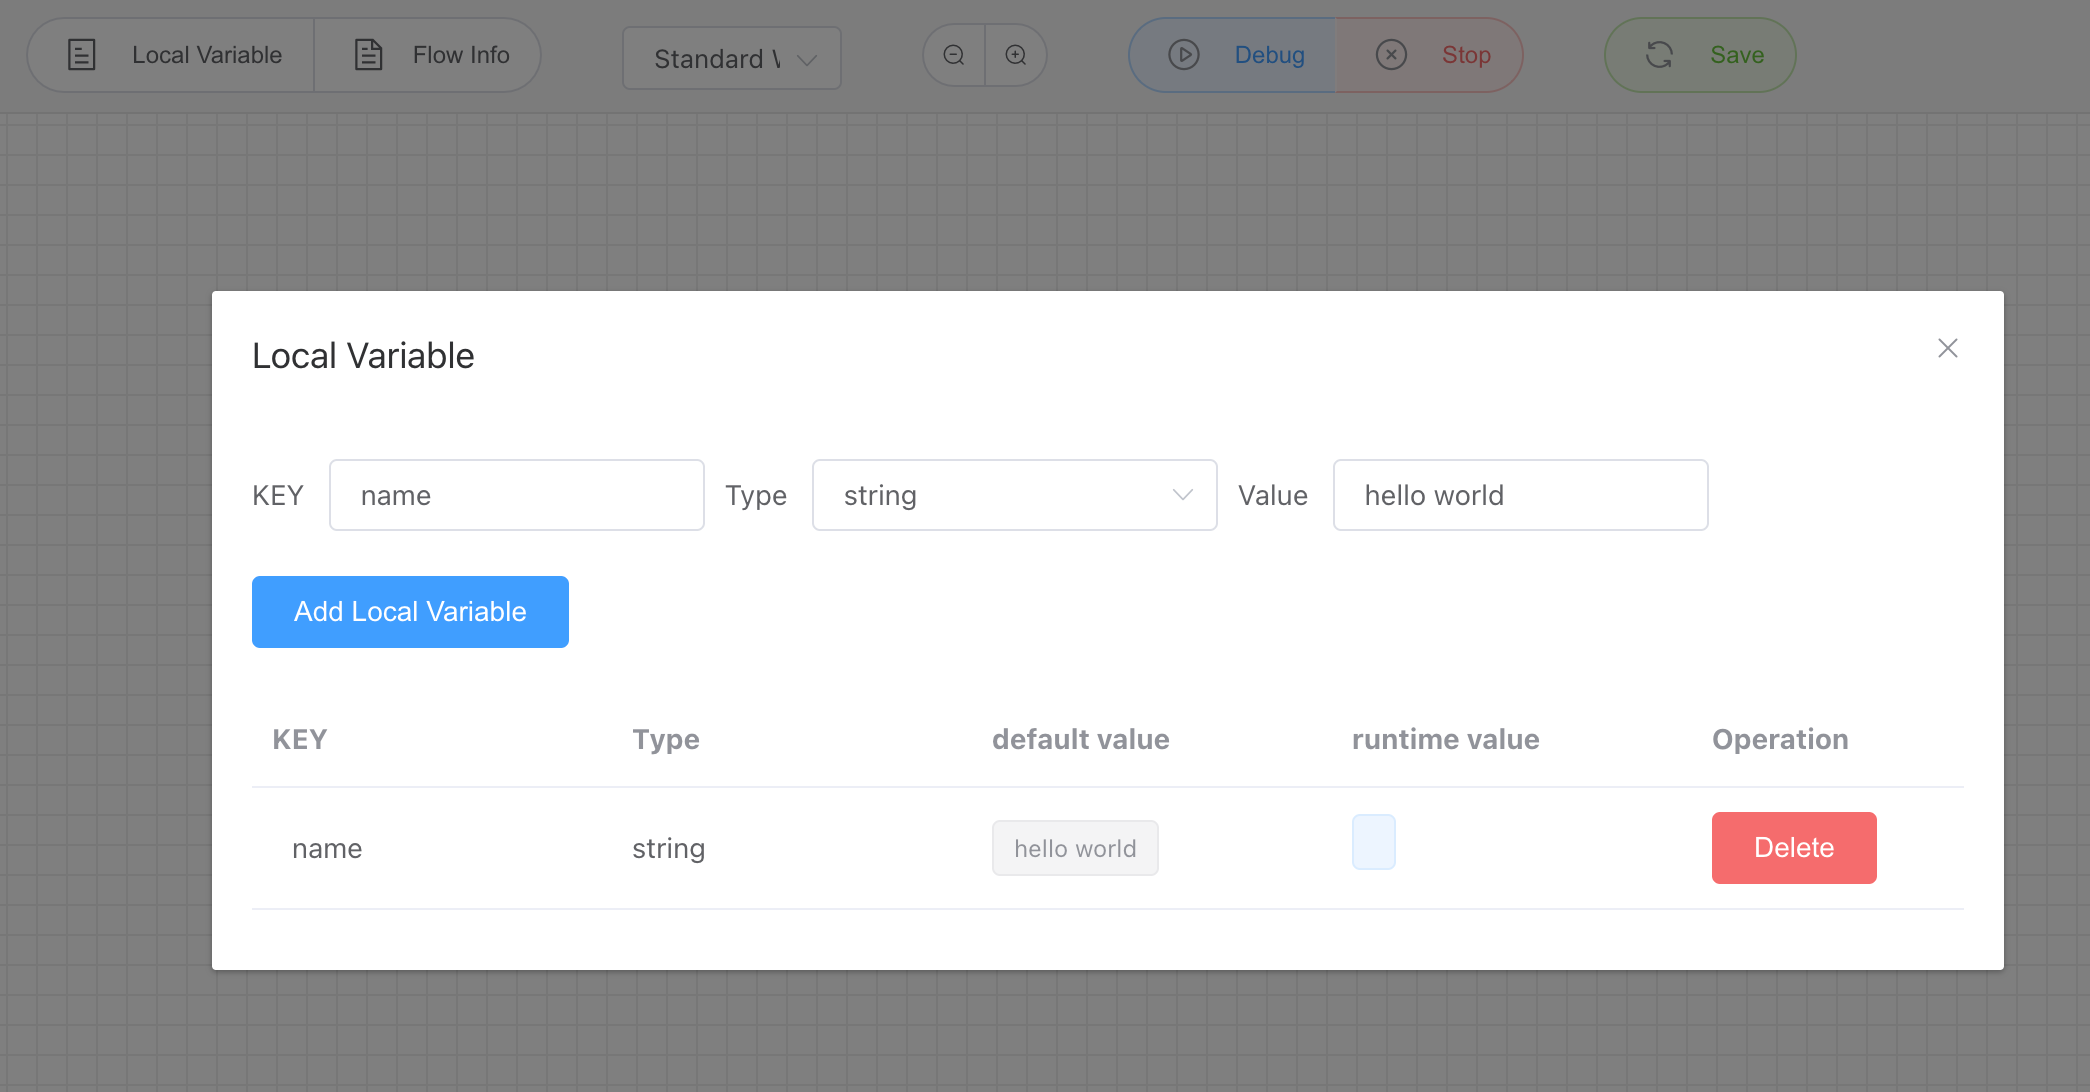 Local Variable Flow Info Standard Debug Stop Save
Local Variable
KEY name Type string Value hello world
Add Local Variable
KEY Type default value runtime value Operation
name string hello world Delete